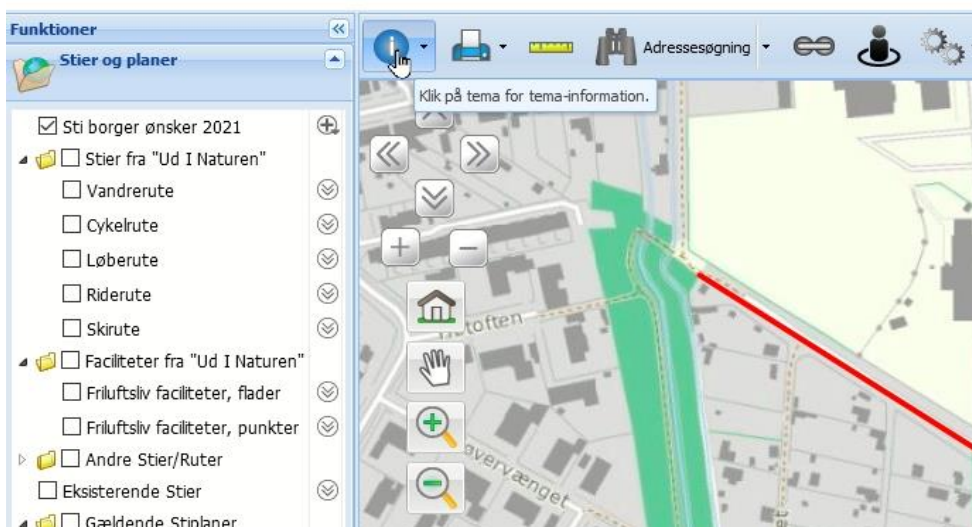 Funktioner
Stier og planer
Adressesøgning
Klik på tema for tema-information.
Sti borger ønsker 2021
Stier fra "Ud I Naturen"
Vandrerute
Cykelrute
Løberute
Riderute
Skirute
Faciliteter fra "Ud I Naturen"
Friluftsliv faciliteter, flader
Friluftsliv faciliteter, punkter
Andre Stier/Ruter
Eksisterende Stier
Gældende Stiplaner